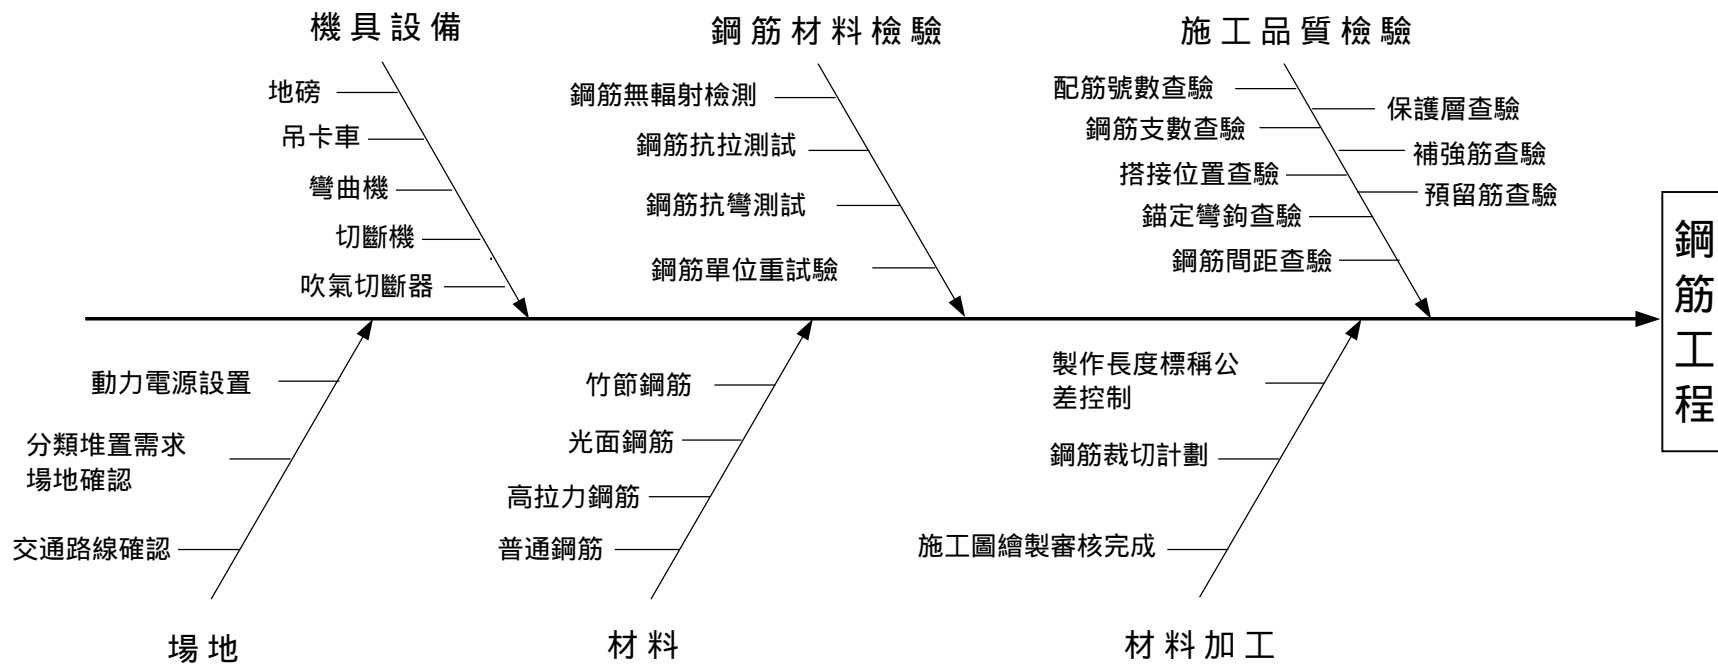 機具設備
鋼筋材料檢驗
施工品質檢驗
地磅
吊卡車
彎曲機
切斷機
吹氣切斷器
鋼筋無輻射檢測
鋼筋抗拉測試
鋼筋抗彎測試
鋼筋單位重試驗
配筋號數查驗
鋼筋支數查驗
搭接位置查驗
錨定彎鉤查驗
鋼筋間距查驗
保護層查驗
補強筋查驗
預留筋查驗
鋼筋工程
動力電源設置
分類堆置需求
場地確認
交通路線確認
竹節鋼筋
光面鋼筋
高拉力鋼筋
普通鋼筋
製作長度標稱公
差控制
鋼筋裁切計劃
施工圖繪製審核完成
場地
材料
材料加工